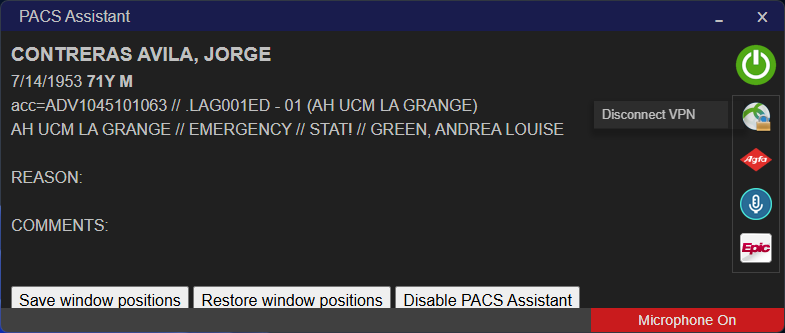 PACS Assistant
CONTRERAS AVILA, JORGE
7/14/1953 71Y M
acc=ADV1045101063 // .LAG001ED - 01 (AH UCM LA GRANGE)
Disconnect VPN
AH UCM LA GRANGE // EMERGENCY // STAT! // GREEN, ANDREA LOUISE
Agfa
REASON:
COMMENTS:
Epic
Save window positions Restore window positions Disable PACS Assistant
Microphone On